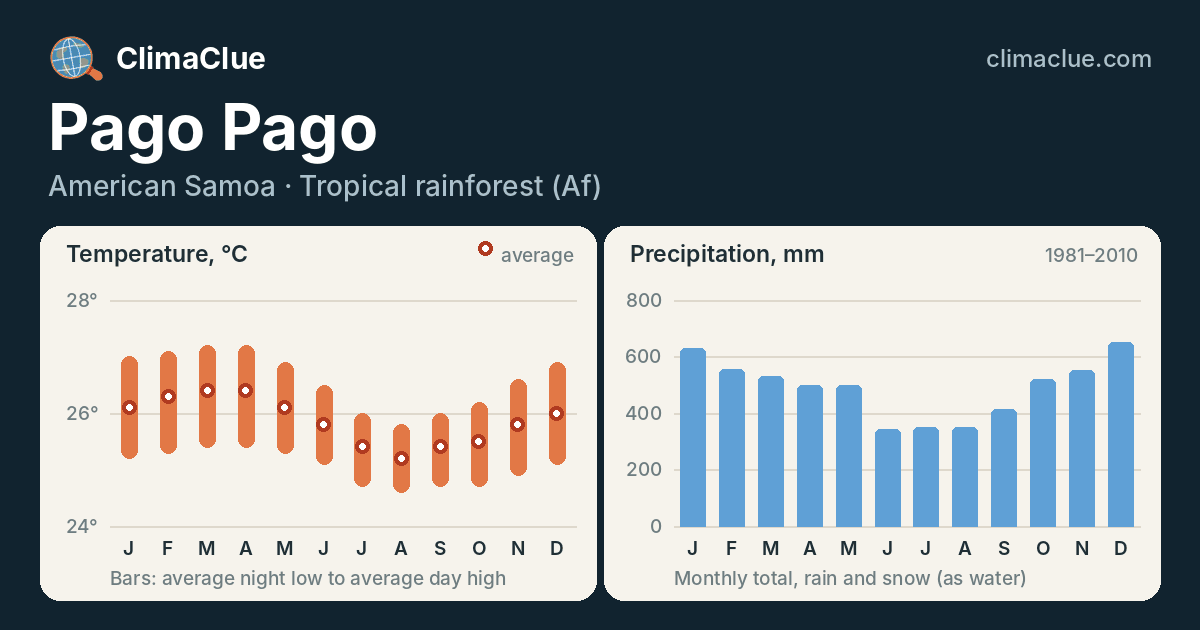 ClimaClue
climaclue.com
Pago Pago
American Samoa · Tropical rainforest (Af)
Temperature, °C
average
28°
26°
24°
J F M A M J J A S O N D
Bars: average night low to average day high
Precipitation, mm
1981–2010
800
600
400
200
0
J F M A M J J A S O N D
Monthly total, rain and snow (as water)